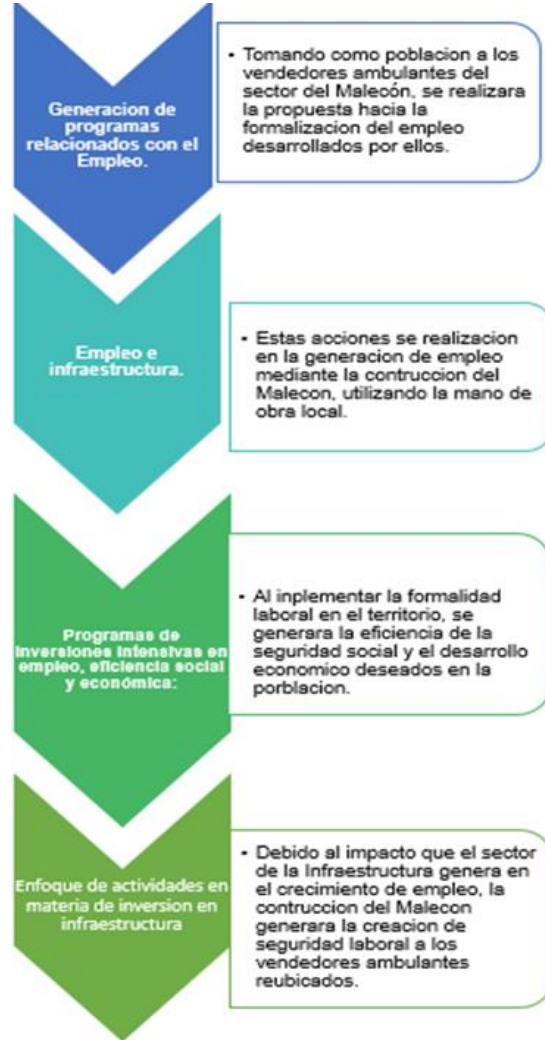 Generacion de
programas
relacionados con el
Empleo.
• Tomando como poblacion a los
vendedores ambulantes del
sector del Malecón, se realizara
la propuesta hacia la
formalizacion del empleo
desarrollados por ellos.
Empleo e
infraestructura.
• Estas acciones se realizacion
en la generacion de empleo
mediante la contruccion del
Malecon, utilizando la mano de
obra local.
Programas de
inversiones intensivas en
empleo, eficiencia social
y económica:
• Al inplementar la formalidad
laboral en el territorio, se
generara la eficiencia de la
seguridad social y el desarrollo
economico deseados en la
porblacion.
Enfoque de actividades en
materia de inversion en
infraestructura
• Debido al impacto que el sector
de la Infraestructura genera en
el crecimiento de empleo, la
contruccion del Malecon
generara la creacion de
seguridad laboral a los
vendedores ambulantes
reubicados.